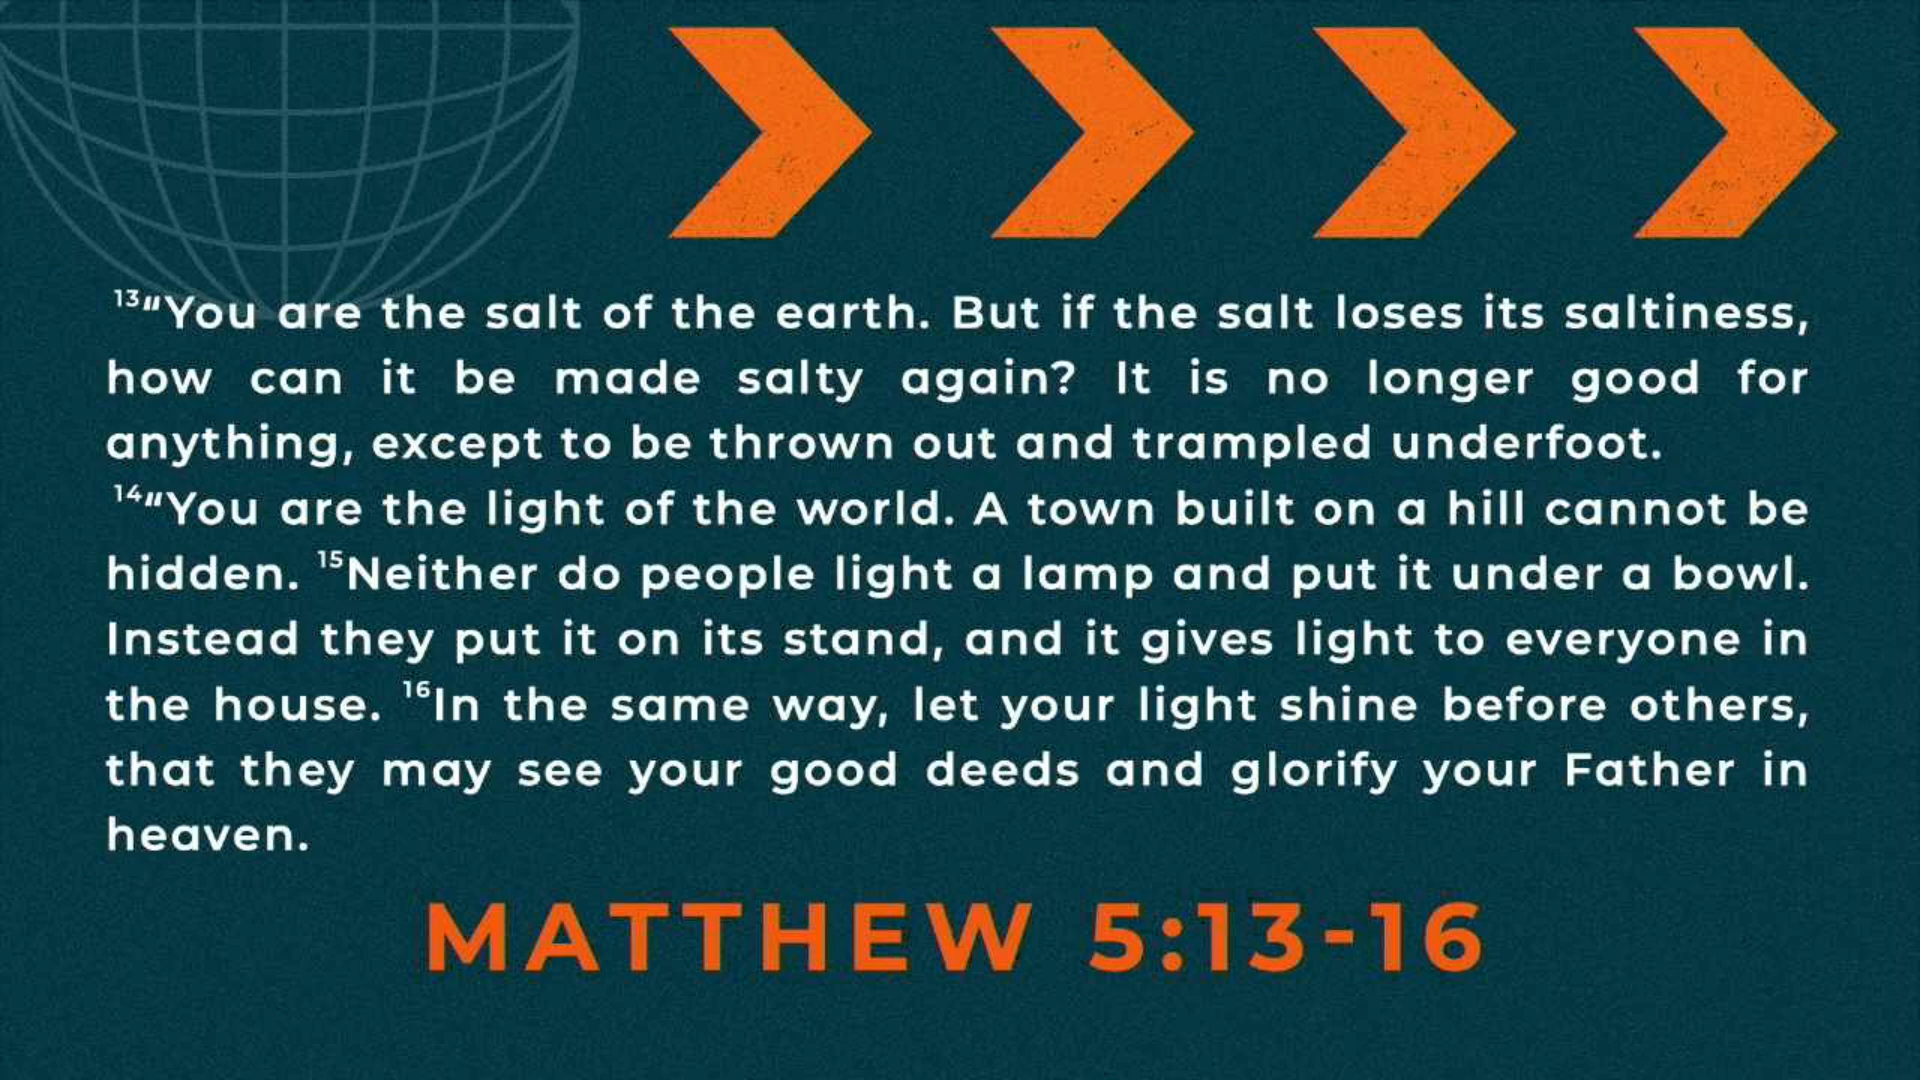 ¹³“You are the salt of the earth. But if the salt loses its saltiness,
how can it be made salty again? It is no longer good for
anything, except to be thrown out and trampled underfoot.
¹⁴“You are the light of the world. A town built on a hill cannot be
hidden. ¹⁵Neither do people light a lamp and put it under a bowl.
Instead they put it on its stand, and it gives light to everyone in
the house. ¹⁶In the same way, let your light shine before others,
that they may see your good deeds and glorify your Father in
heaven.
MATTHEW 5:13-16